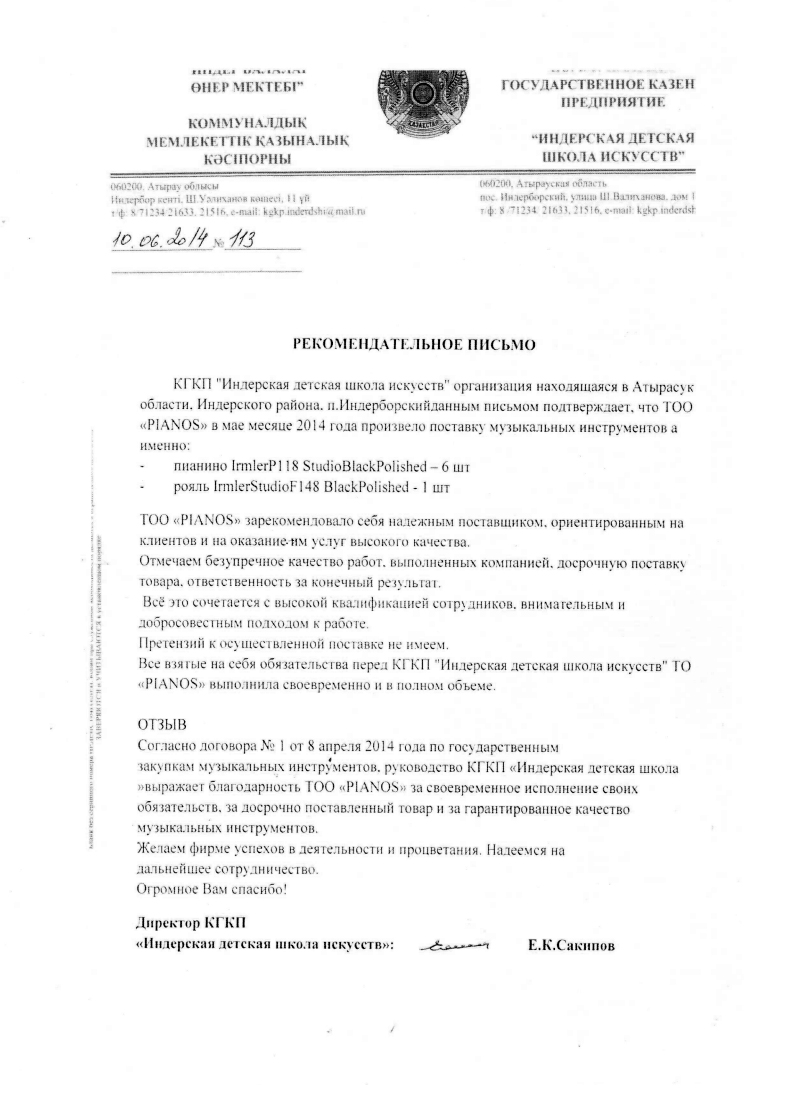 ӨНЕР МЕКТЕБІ"
КОММУНАЛДЫҚ
МЕМЛЕКЕТТІК ҚАЗЫНАЛЫҚ
КӘСІПОРНЫ
ҚАЗАҚСТАН
ГОСУДАРСТВЕННОЕ КАЗЕН
ПРЕДПРИЯТИЕ
"ИНДЕРСКАЯ ДЕТСКАЯ
ШКОЛА ИСКУССТВ"
060200, Атырау облысы
Индербор кенті, Ш.Уәлиханов көшесі, 11 үй
т/ф: 8/71234/21633, 21516, e-mail: kgkp.inderdshi@mail.ru
060200, Атырауская область
пос. Индерборский, улица Ш.Валиханова, дом 1
т/ф: 8 /71234/ 21633, 21516, e-mail: kgkp.inderdsh
10.06.2014 № 113
РЕКОМЕНДАТЕЛЬНОЕ ПИСЬМО
КГКП "Индерская детская школа искусств" организация находящаяся в Атырасук
области, Индерского района, п.Индерборскийданным письмом подтверждает, что ТОО
«PIANOS» в мае месяце 2014 года произвело поставку музыкальных инструментов а
именно:
- пианино IrmlerP118 StudioBlackPolished – 6 шт
- рояль IrmlerStudioF148 BlackPolished - 1 шт
ТОО «PIANOS» зарекомендовало себя надежным поставщиком, ориентированным на
клиентов и на оказание им услуг высокого качества.
Отмечаем безупречное качество работ, выполненных компанией, досрочную поставку
товара, ответственность за конечный результат.
Всё это сочетается с высокой квалификацией сотрудников, внимательным и
добросовестным подходом к работе.
Претензий к осуществленной поставке не имеем.
Все взятые на себя обязательства перед КГКП "Индерская детская школа искусств" ТО
«PIANOS» выполнила своевременно и в полном объеме.
ОТЗЫВ
Согласно договора № 1 от 8 апреля 2014 года по государственным
закупкам музыкальных инструментов, руководство КГКП «Индерская детская школа
»выражает благодарность ТОО «PIANOS» за своевременное исполнение своих
обязательств, за досрочно поставленный товар и за гарантированное качество
музыкальных инструментов.
Желаем фирме успехов в деятельности и процветания. Надеемся на
дальнейшее сотрудничество.
Огромное Вам спасибо!
Директор КГКП
«Индерская детская школа искусств»: Е.К.Сакипов